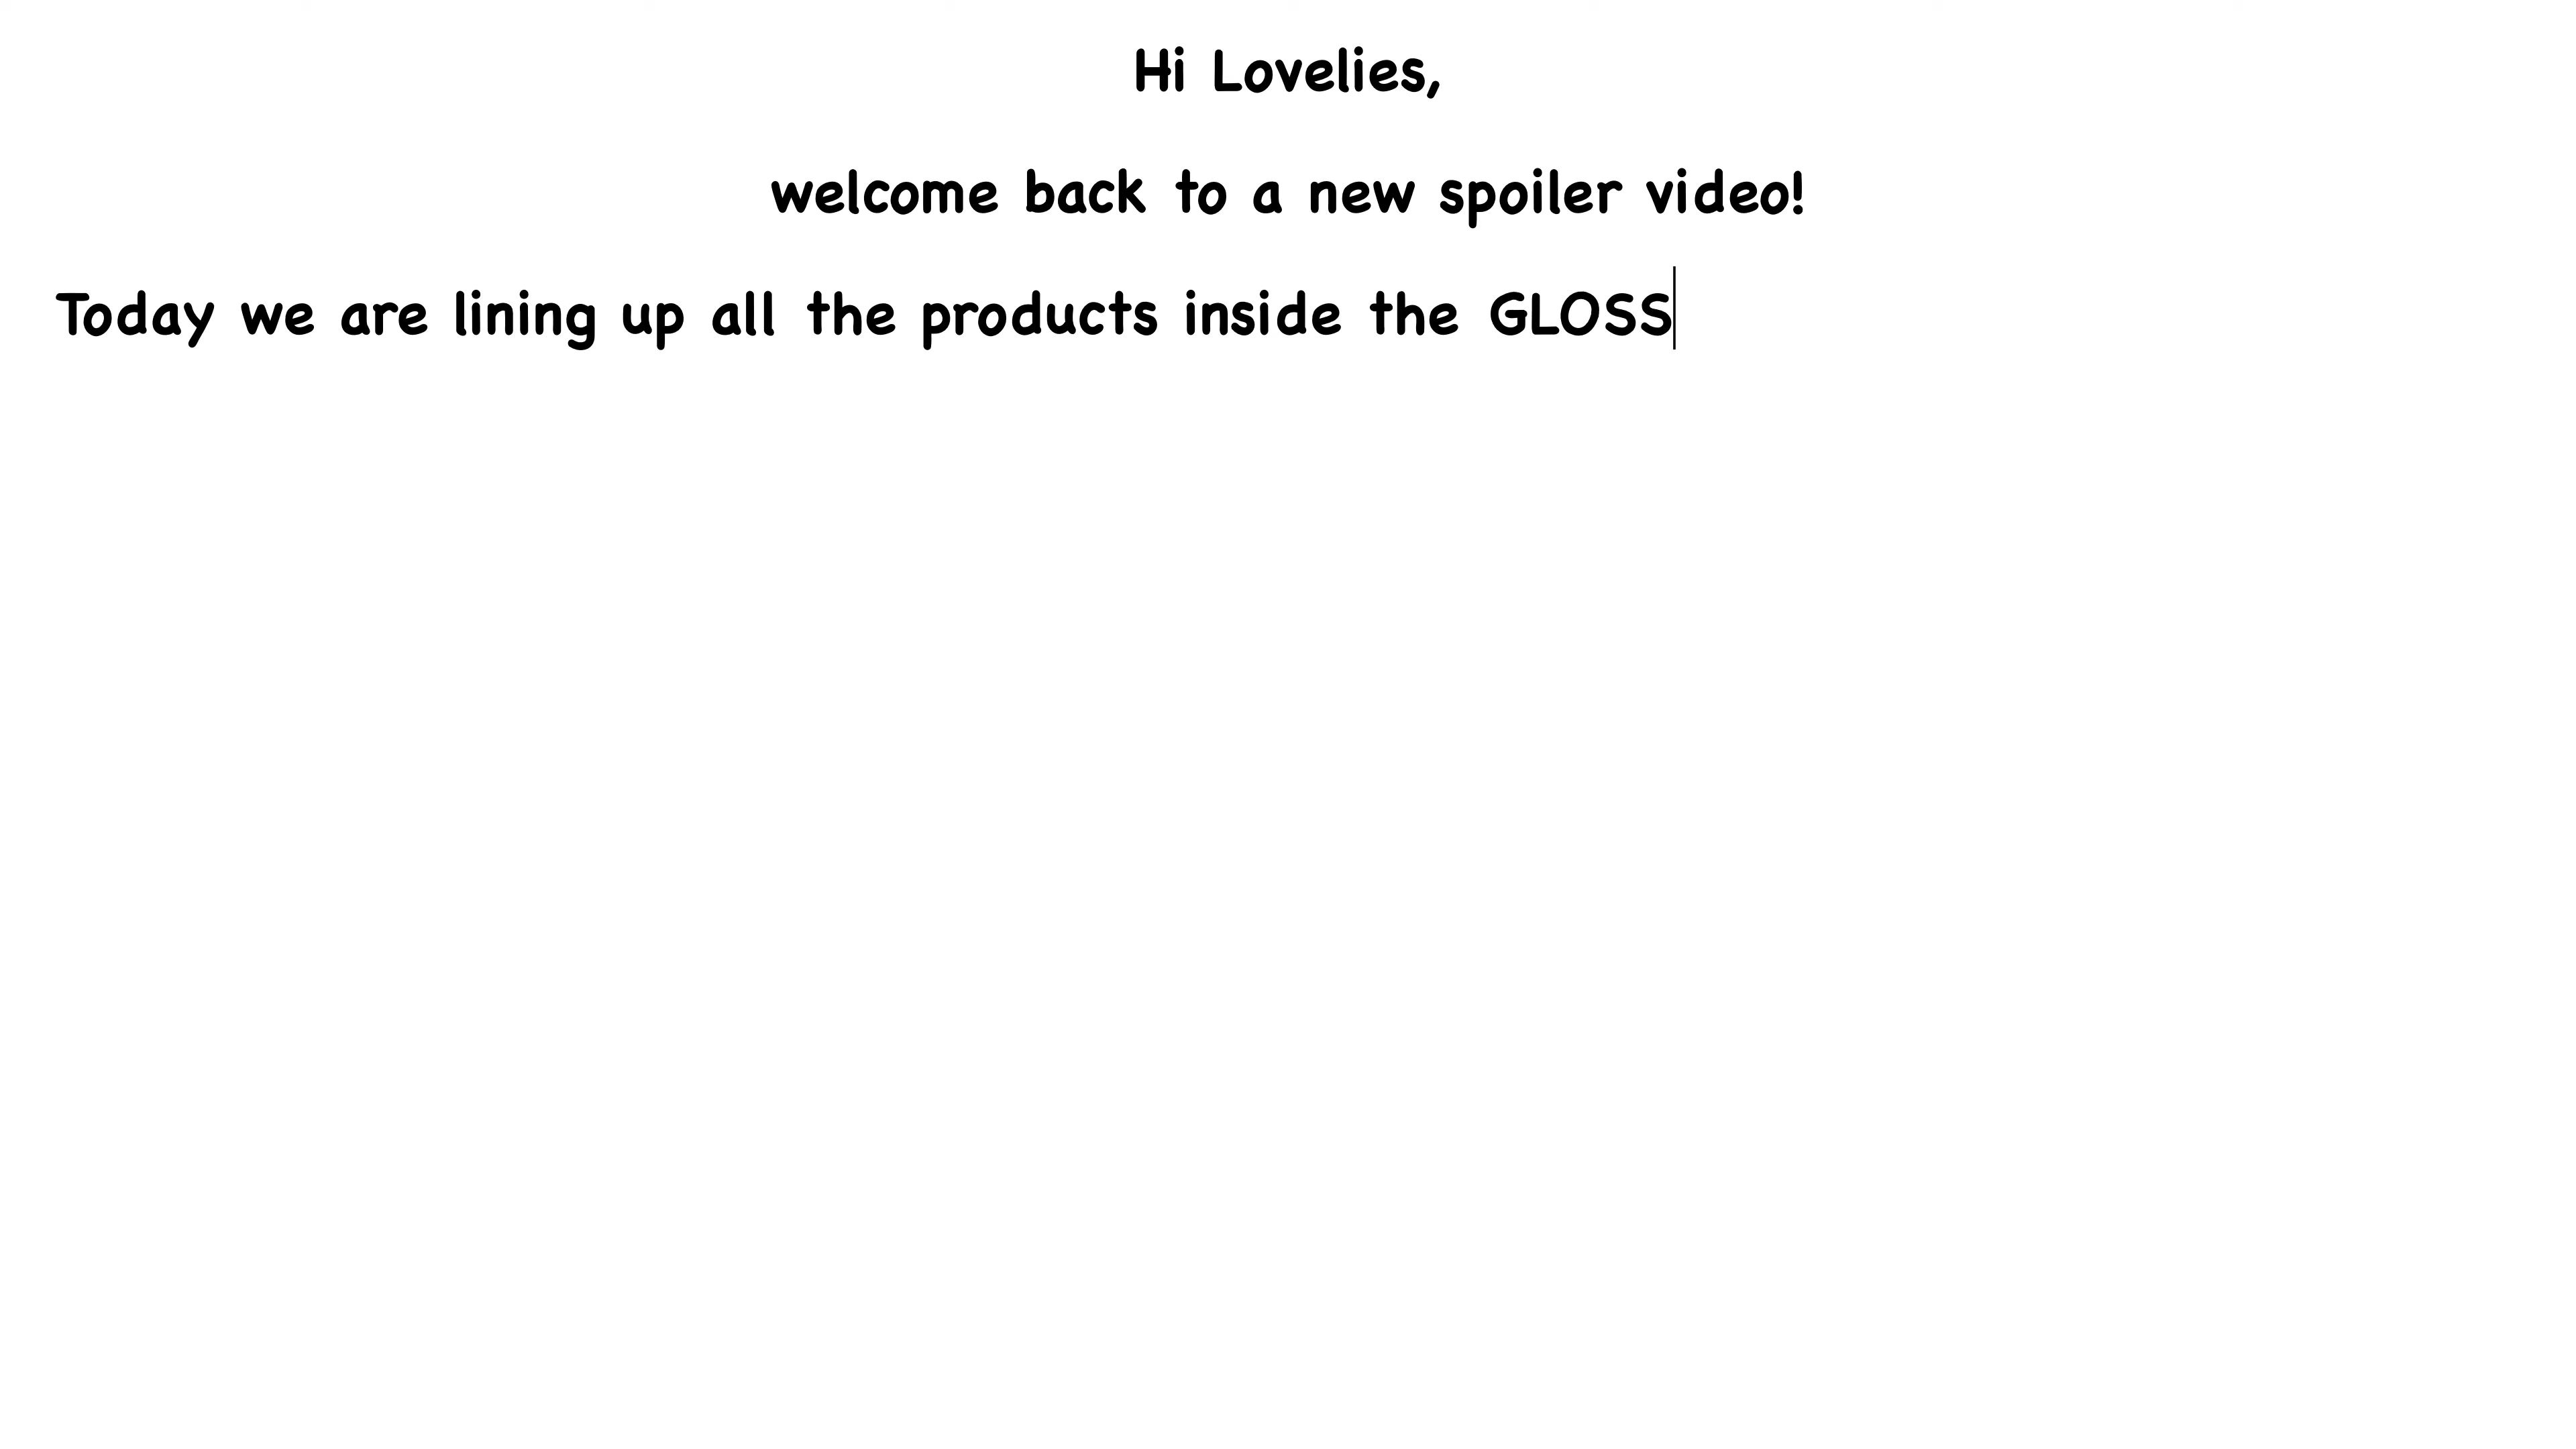 Hi Lovelies,
welcome back to a new spoiler video!
Today we are lining up all the products inside the GLOSS